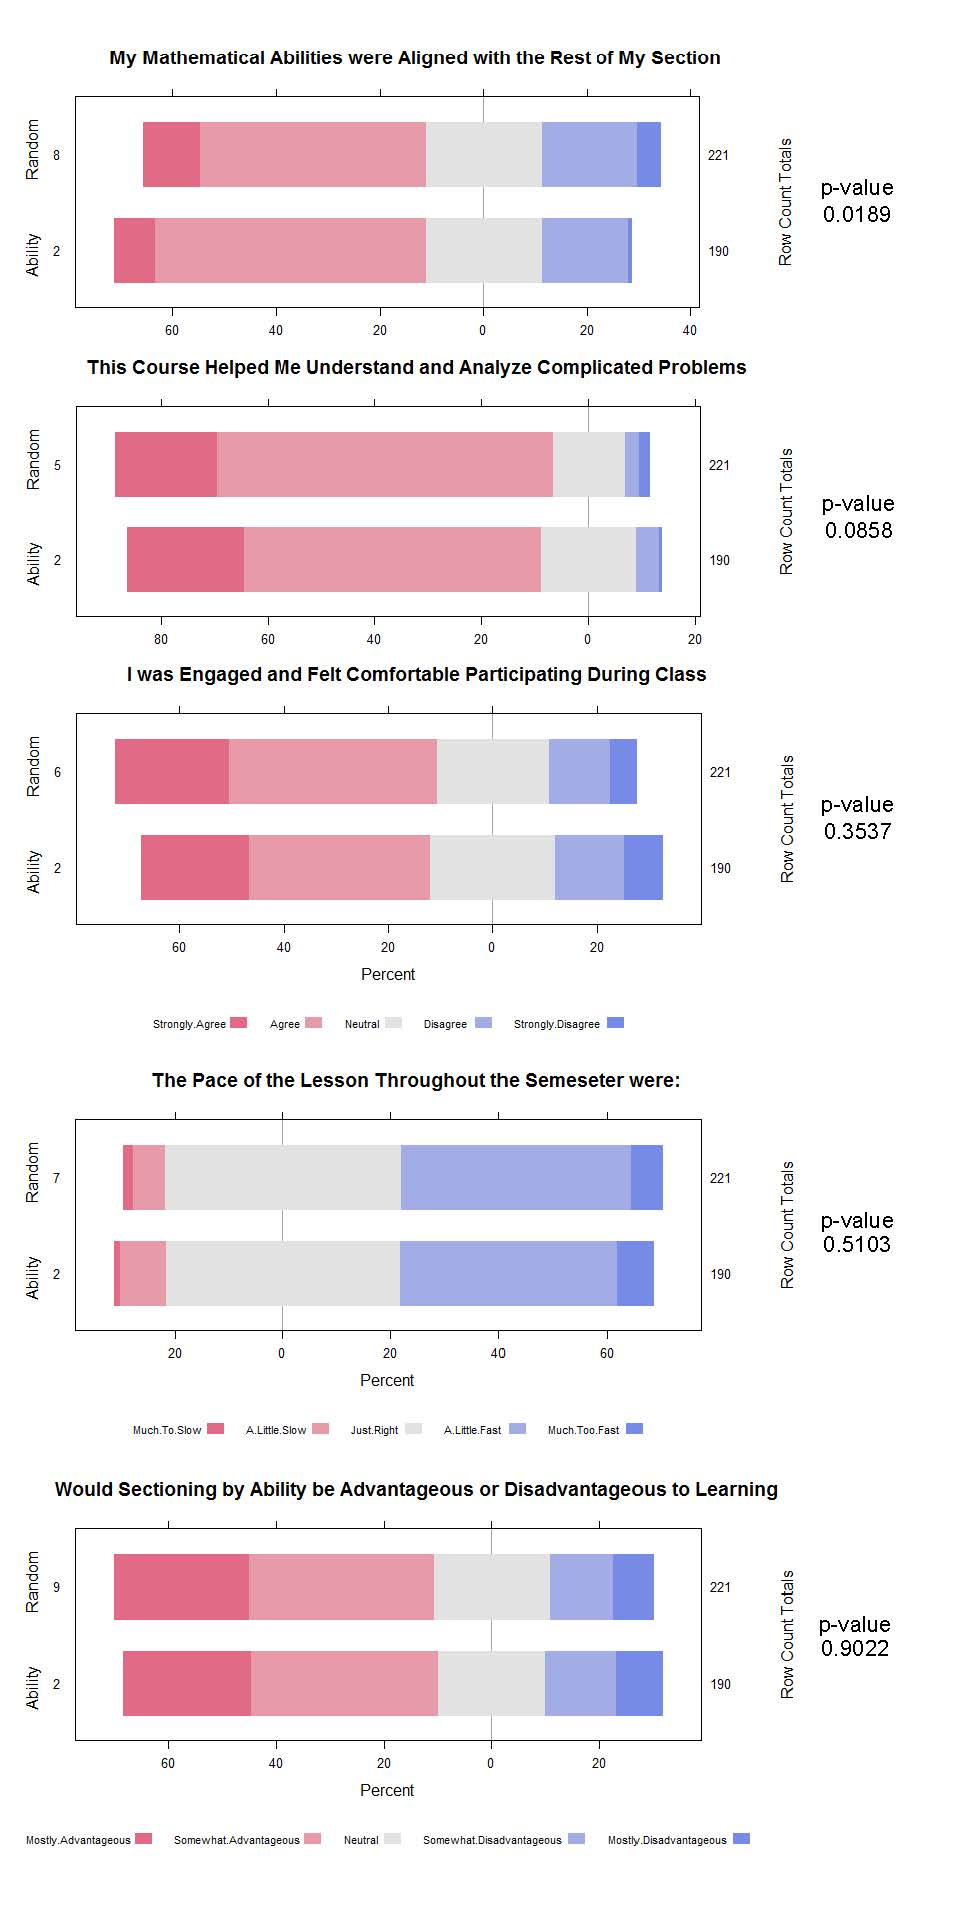 My Mathematical Abilities were Aligned with the Rest of My Section
Random
8
221
Ability
2
190
Row Count Totals
p-value
0.0189
60 40 20 0 20 40
This Course Helped Me Understand and Analyze Complicated Problems
Random
5
221
Ability
2
190
Row Count Totals
p-value
0.0858
80 60 40 20 0 20
I was Engaged and Felt Comfortable Participating During Class
Random
6
221
Ability
2
190
Row Count Totals
p-value
0.3537
60 40 20 0 20
Percent
Strongly.Agree Agree Neutral Disagree Strongly.Disagree
The Pace of the Lesson Throughout the Semeseter were:
Random
7
221
Ability
2
190
Row Count Totals
p-value
0.5103
20 0 20 40 60
Percent
Much.To.Slow A.Little.Slow Just.Right A.Little.Fast Much.Too.Fast
Would Sectioning by Ability be Advantageous or Disadvantageous to Learning
Random
9
221
Ability
2
190
Row Count Totals
p-value
0.9022
60 40 20 0 20
Percent
Mostly.Advantageous Somewhat.Advantageous Neutral Somewhat.Disadvantageous Mostly.Disadvantageous